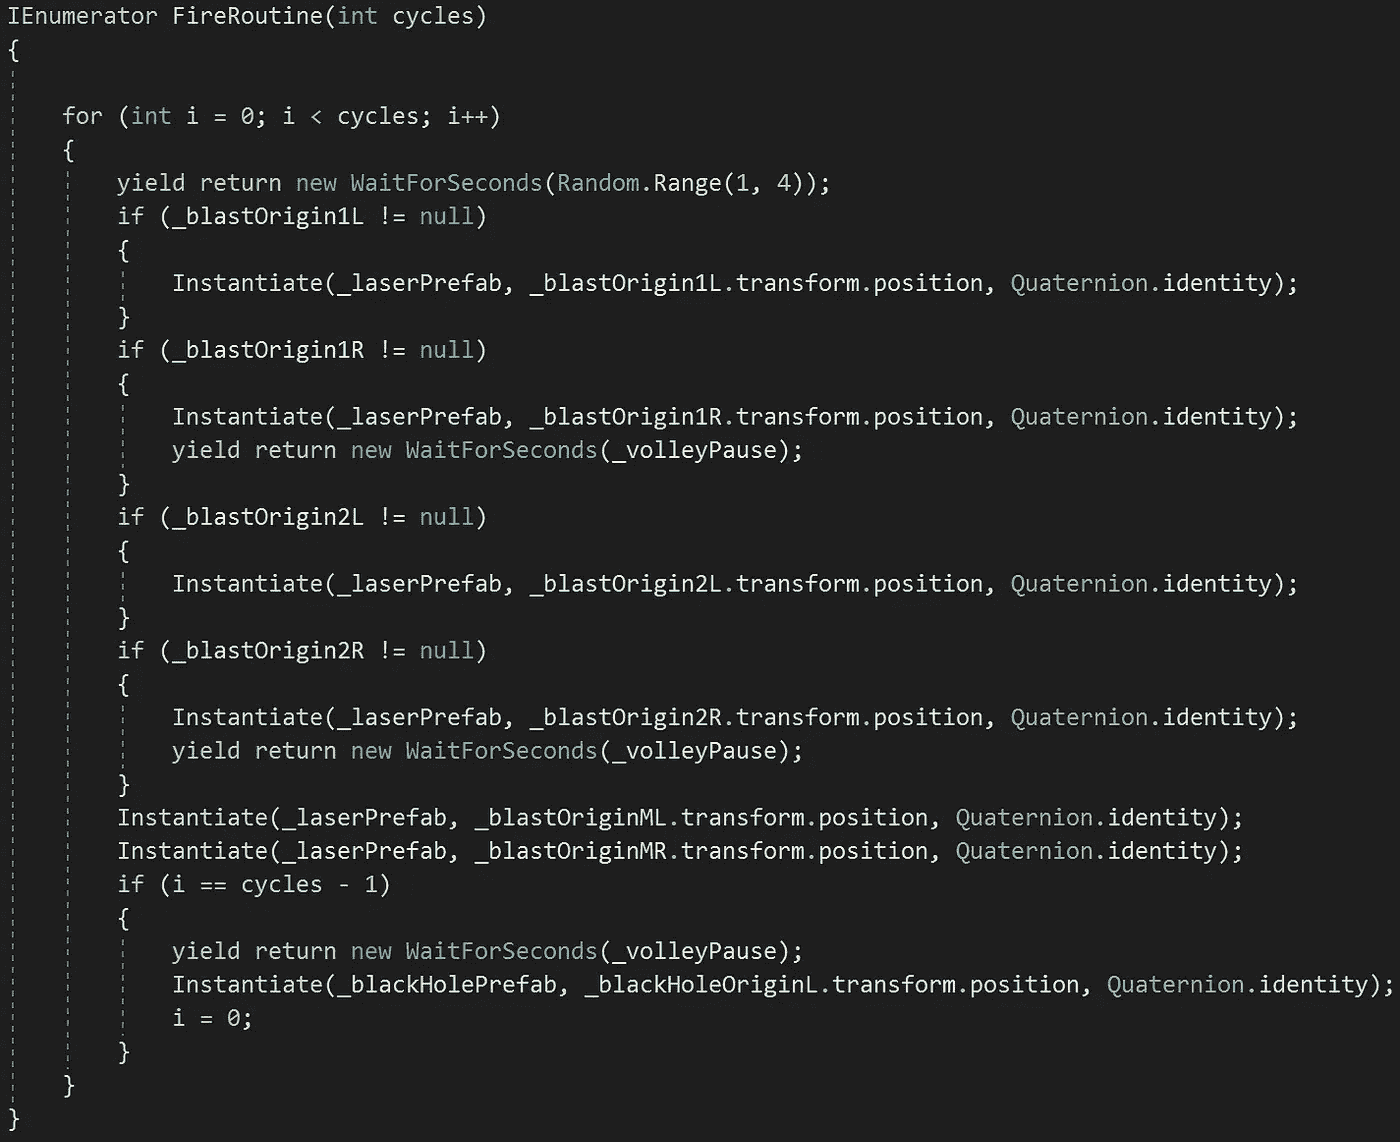 IEnumerator FireRoutine(int cycles)
{
for (int i = 0; i < cycles; i++)
{
yield return new WaitForSeconds(Random.Range(1, 4));
if (_blastOrigin1L != null)
{
Instantiate(_laserPrefab, _blastOrigin1L.transform.position, Quaternion.identity);
}
if (_blastOrigin1R != null)
{
Instantiate(_laserPrefab, _blastOrigin1R.transform.position, Quaternion.identity);
yield return new WaitForSeconds(_volleyPause);
}
if (_blastOrigin2L != null)
{
Instantiate(_laserPrefab, _blastOrigin2L.transform.position, Quaternion.identity);
}
if (_blastOrigin2R != null)
{
Instantiate(_laserPrefab, _blastOrigin2R.transform.position, Quaternion.identity);
yield return new WaitForSeconds(_volleyPause);
}
Instantiate(_laserPrefab, _blastOriginML.transform.position, Quaternion.identity);
Instantiate(_laserPrefab, _blastOriginMR.transform.position, Quaternion.identity);
if (i == cycles - 1)
{
yield return new WaitForSeconds(_volleyPause);
Instantiate(_blackHolePrefab, _blackHoleOriginL.transform.position, Quaternion.identity);
i = 0;
}
}
}